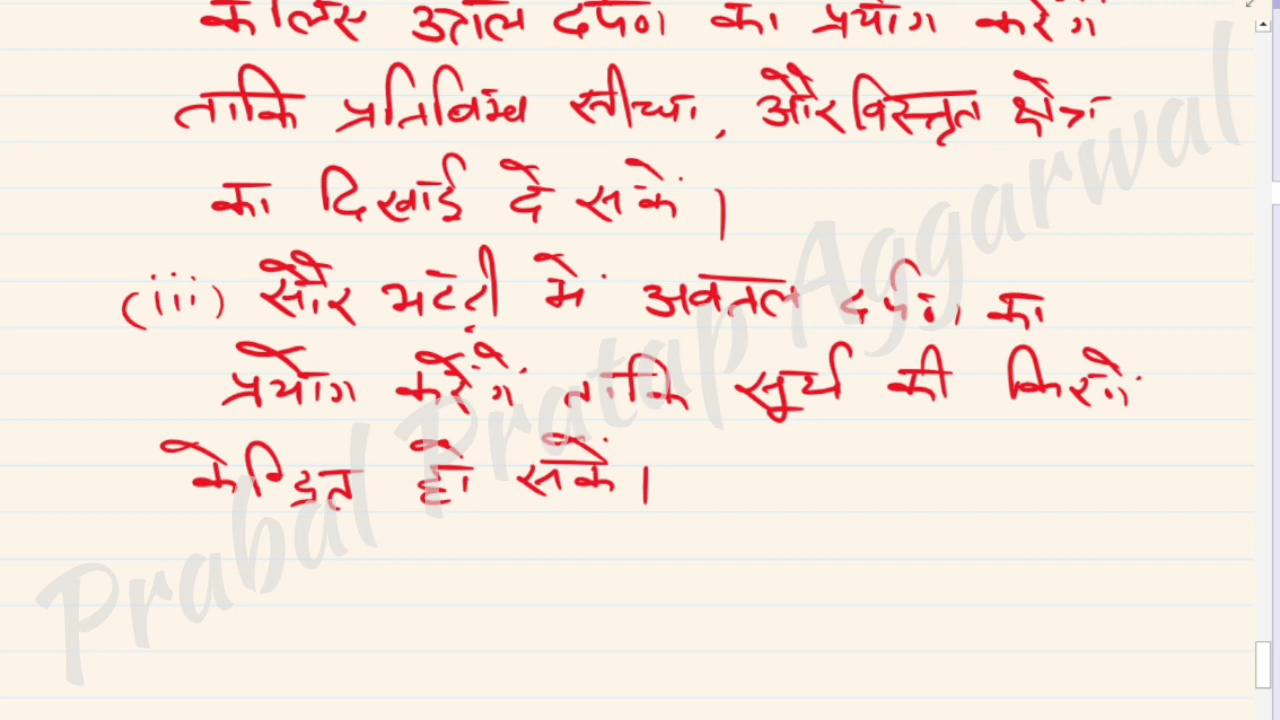 के लिए उत्तल दर्पण का प्रयोग करेंगे
ताकि प्रतिबिम्ब सीधा, और विस्तृत क्षेत्र
का दिखाई दे सकें।
(iii) सौर भट्टी में अवतल दर्पण का
प्रयोग करेंगें ताकि सूर्य की किरणें
केन्द्रित हो सकें।
Prabal Pratap Aggarwal